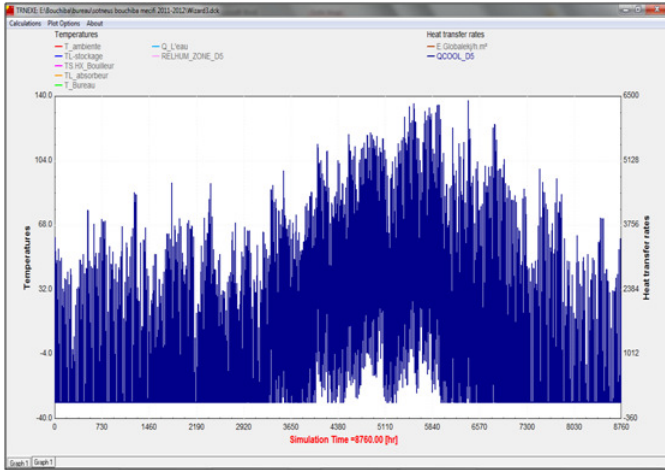 TRNEXE: E:\Bouchiba\bureau\sotneus bouchiba mecifi 2011-2012\Wizard3.dck
Calculations Plot Options About
Temperatures Heat transfer rates
T_ambiente Q_L'eau E.Globalekj/h.m²
TL-stockage RELHUM_ZONE_D5 QCOOL_D5
TS.HX_Bouilleur
TL_absorbeur
T_Bureau
140.0 6500
104.0 5128
68.0 3756
Temperatures Heat transfer rates
32.0 2384
-4.0 1012
-40.0 -360
0 730 1460 2190 2920 3650 4380 5110 5840 6570 7300 8030 8760
Simulation Time =8760.00 [hr]
Graph 1 Graph 1